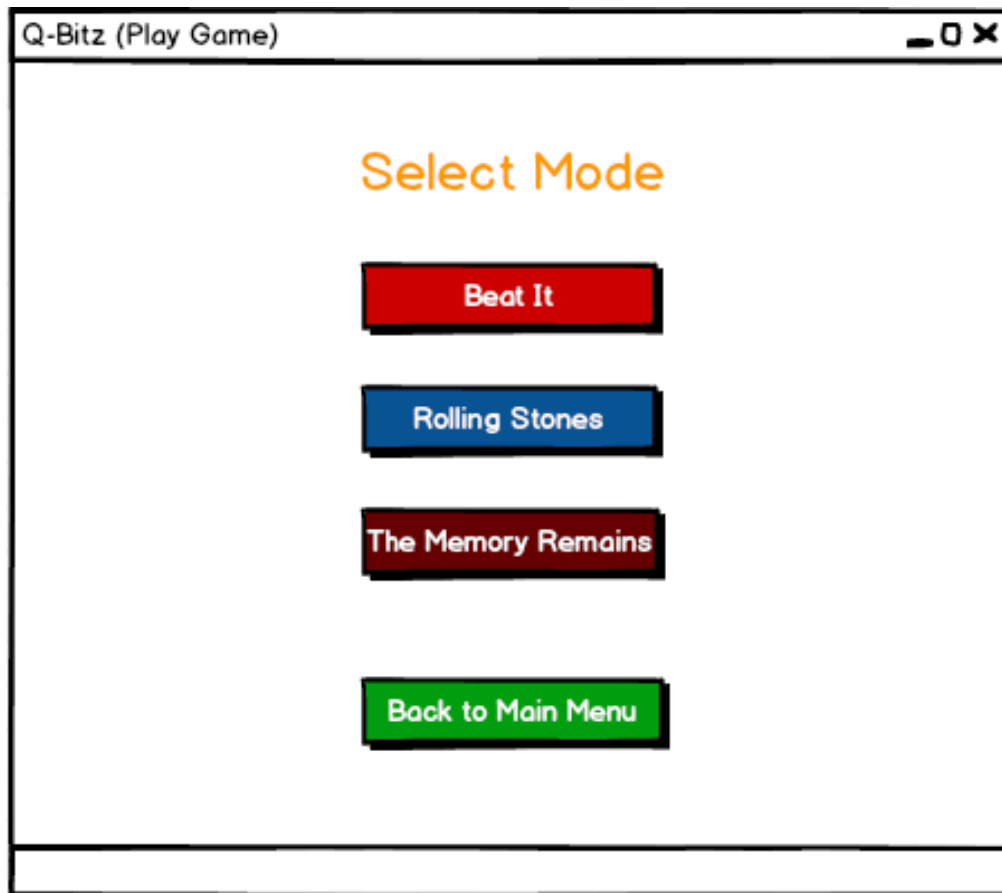 Q-Bitz (Play Game)
Select Mode
Beat It
Rolling Stones
The Memory Remains
Back to Main Menu